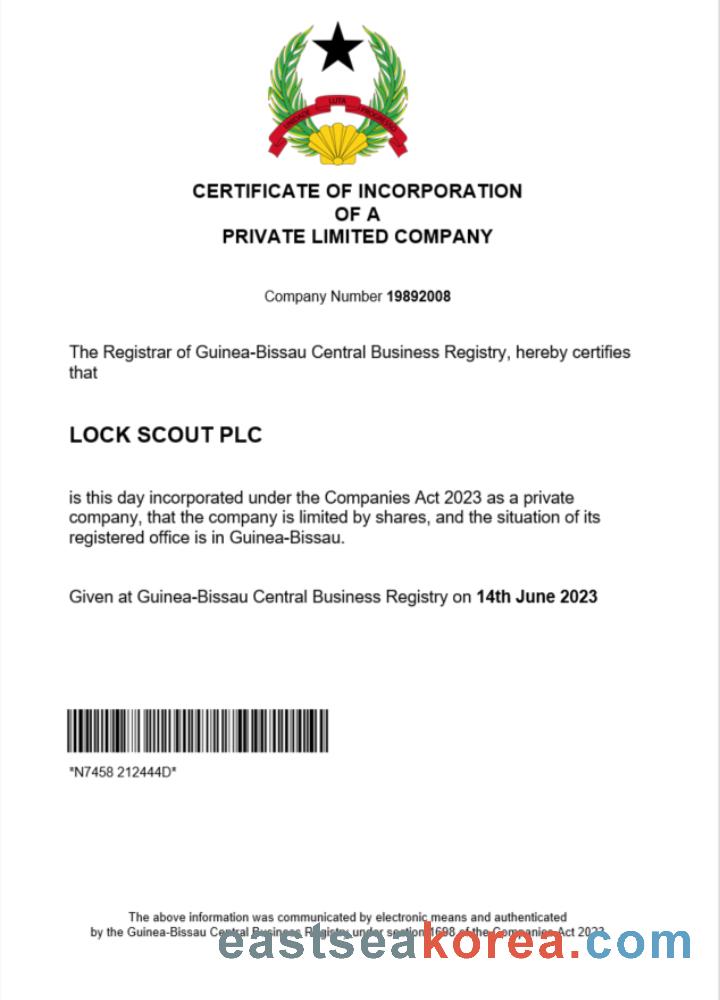 UNIDADE LUTA PROGRESSO
CERTIFICATE OF INCORPORATION
OF A
PRIVATE LIMITED COMPANY
Company Number 19892008
The Registrar of Guinea-Bissau Central Business Registry, hereby certifies
that
LOCK SCOUT PLC
is this day incorporated under the Companies Act 2023 as a private
company, that the company is limited by shares, and the situation of its
registered office is in Guinea-Bissau.
Given at Guinea-Bissau Central Business Registry on 14th June 2023
*N7458 212444D*
The above information was communicated by electronic means and authenticated
by the Guinea-Bissau Central Business Registry under section 1698 of the Companies Act 2023
eastseakorea.com